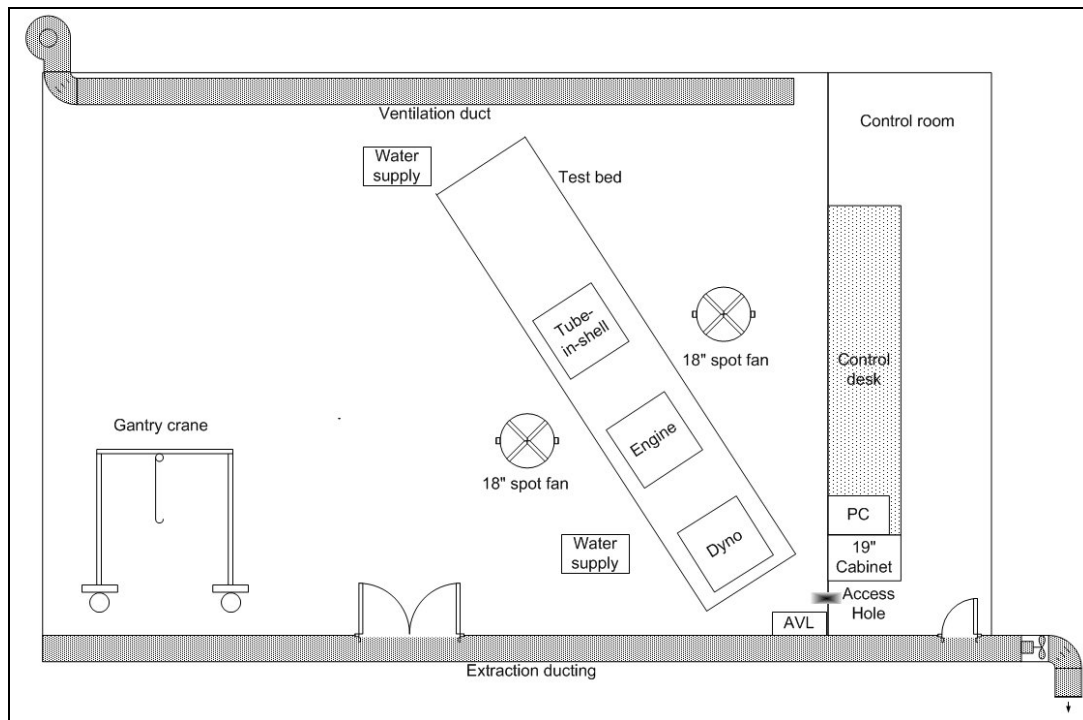 Ventilation duct
Control room
Water
supply
Test bed
Tube-
in-shell
18" spot fan
Control
desk
Gantry crane
Engine
18" spot fan
PC
Dyno
Water
supply
19"
Cabinet
Access
Hole
AVL
Extraction ducting